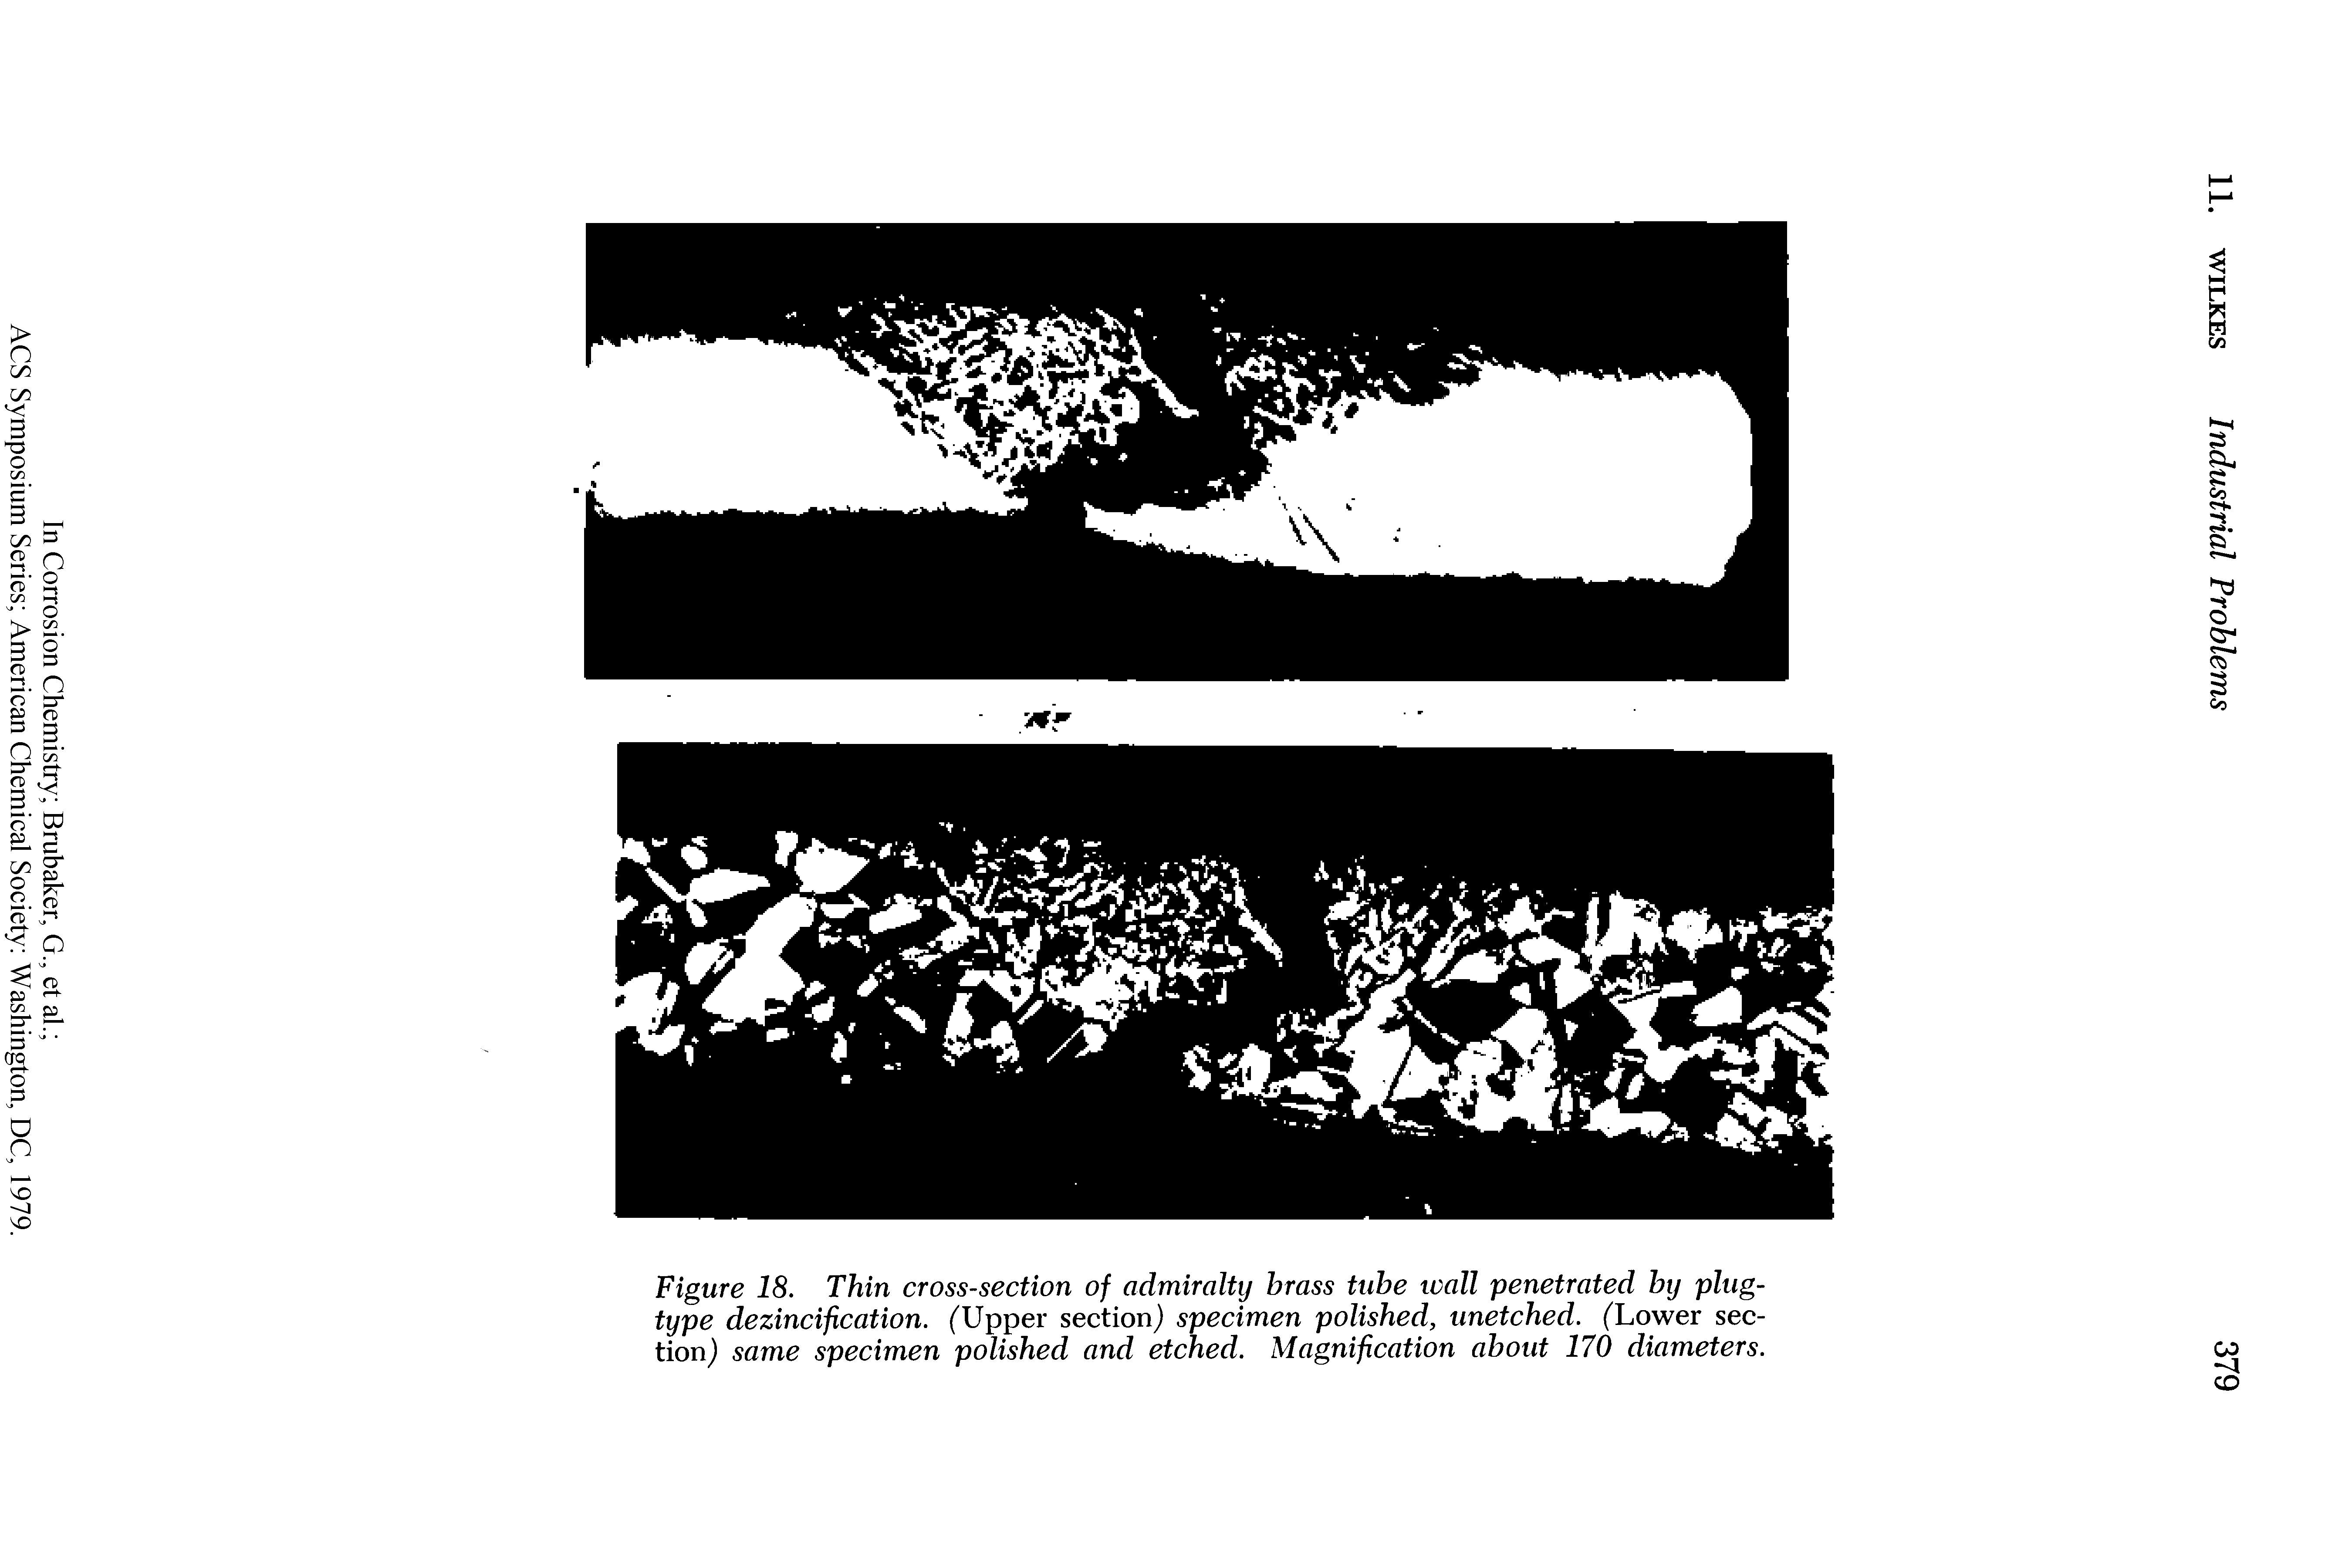 11. WILKES Industrial Problems 379
Figure 18. Thin cross-section of admiralty brass tube wall penetrated by plug-
type dezincification. (Upper section) specimen polished, unetched. (Lower sec-
tion) same specimen polished and etched. Magnification about 170 diameters.
In Corrosion Chemistry; Brubaker, G., et al.;
ACS Symposium Series; American Chemical Society: Washington, DC, 1979.